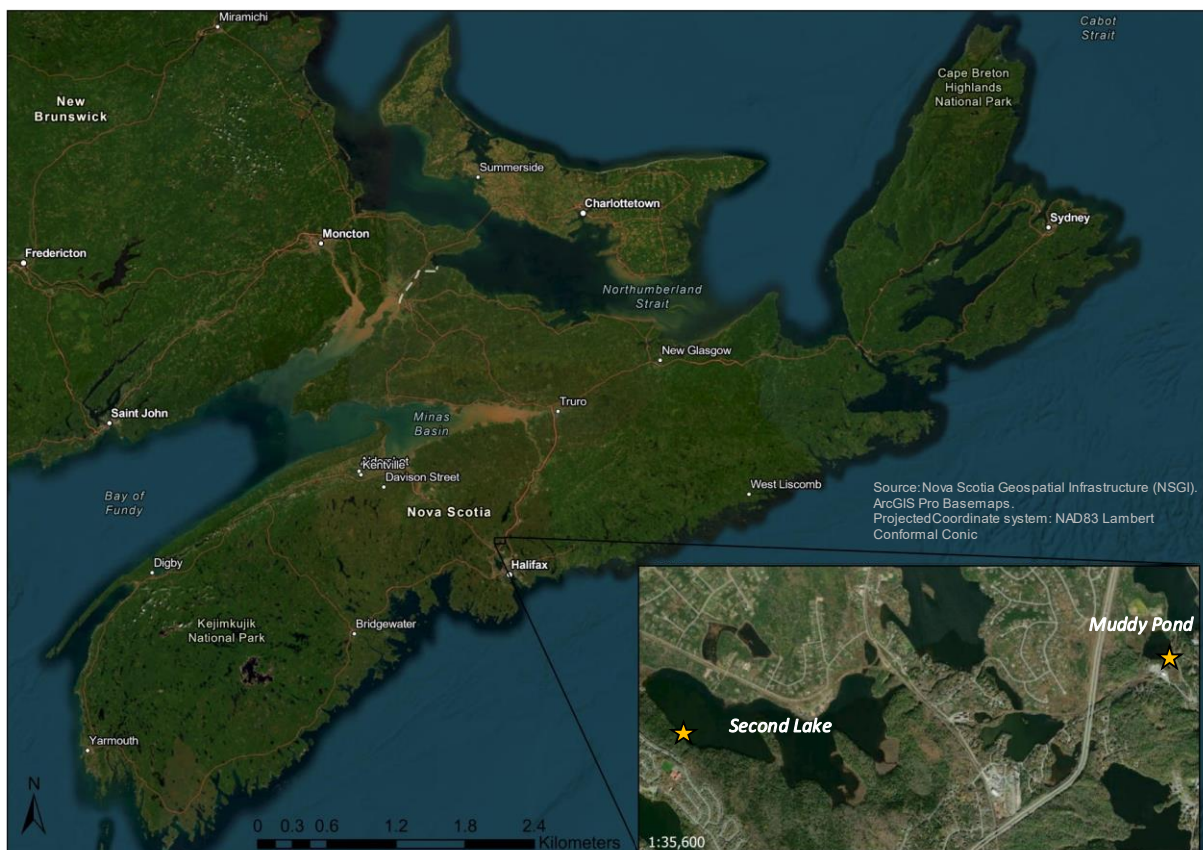 Miramichi
Cabot
Strait
New
Brunswick
Cape Breton
Highlands
National Park
Summerside
Charlottetown
Sydney
Moncton
Fredericton
Northumberland
Strait
New Glasgow
Saint John
Truro
Minas
Basin
Kentville
Davison Street
West Liscomb
Bay of
Fundy
Nova Scotia
Source: Nova Scotia Geospatial Infrastructure (NSGI).
ArcGIS Pro Basemaps.
Projected Coordinate system: NAD83 Lambert
Conformal Conic
Digby
Halifax
Kejimkujik
National Park
Bridgewater
Muddy Pond
Second Lake
Yarmouth
N
0 0.3 0.6 1.2 1.8 2.4
Kilometers
1:35,600